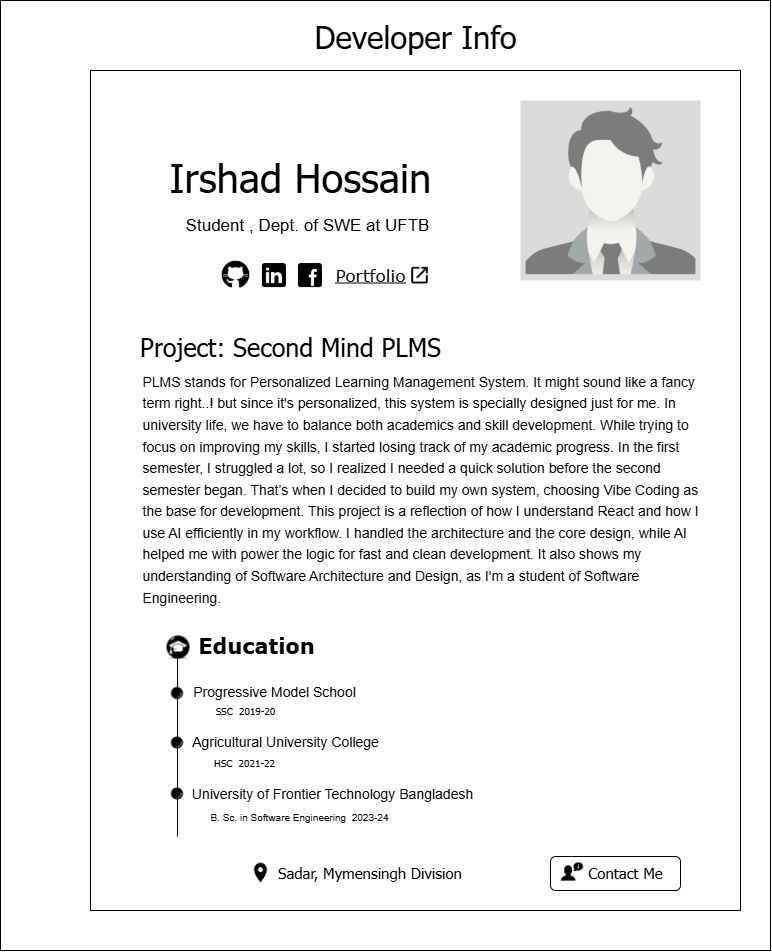 Developer Info
Irshad Hossain
Student , Dept. of SWE at UFTB
Portfolio
Project: Second Mind PLMS
PLMS stands for Personalized Learning Management System. It might sound like a fancy
term right..! but since it's personalized, this system is specially designed just for me. In
university life, we have to balance both academics and skill development. While trying to
focus on improving my skills, I started losing track of my academic progress. In the first
semester, I struggled a lot, so I realized I needed a quick solution before the second
semester began. That’s when I decided to build my own system, choosing Vibe Coding as
the base for development. This project is a reflection of how I understand React and how I
use AI efficiently in my workflow. I handled the architecture and the core design, while AI
helped me with power the logic for fast and clean development. It also shows my
understanding of Software Architecture and Design, as I'm a student of Software
Engineering.
Education
Progressive Model School
SSC 2019-20
Agricultural University College
HSC 2021-22
University of Frontier Technology Bangladesh
B. Sc. in Software Engineering 2023-24
Sadar, Mymensingh Division
Contact Me